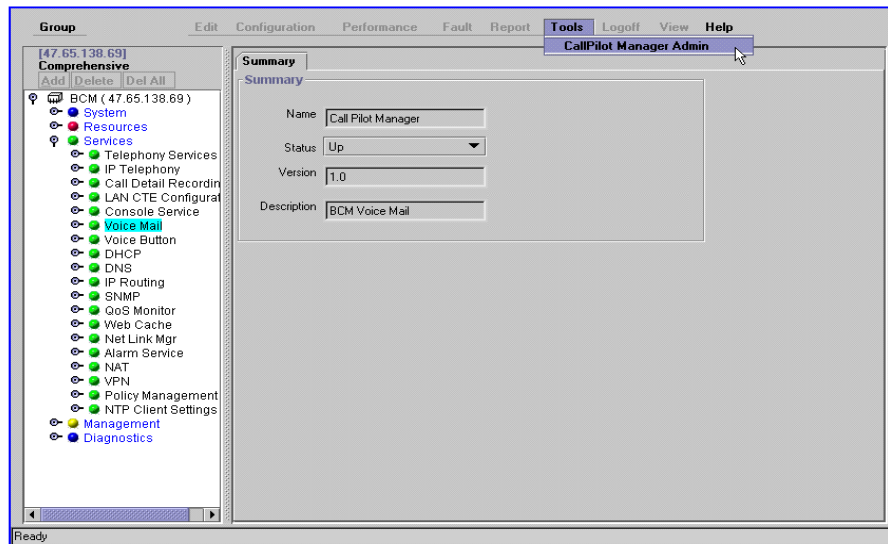 Group Edit Configuration Performance Fault Report Tools Logoff View Help
CallPilot Manager Admin
[47.65.138.69]
Comprehensive
Add Delete Del All
BCM ( 47.65.138.69 )
System
Resources
Services
Telephony Services
IP Telephony
Call Detail Recordin
LAN CTE Configurat
Console Service
Voice Mail
Voice Button
DHCP
DNS
IP Routing
SNMP
QoS Monitor
Web Cache
Net Link Mgr
Alarm Service
NAT
VPN
Policy Management
NTP Client Settings
Management
Diagnostics
Summary
Summary
Name Call Pilot Manager
Status Up
Version 1.0
Description BCM Voice Mail
Ready